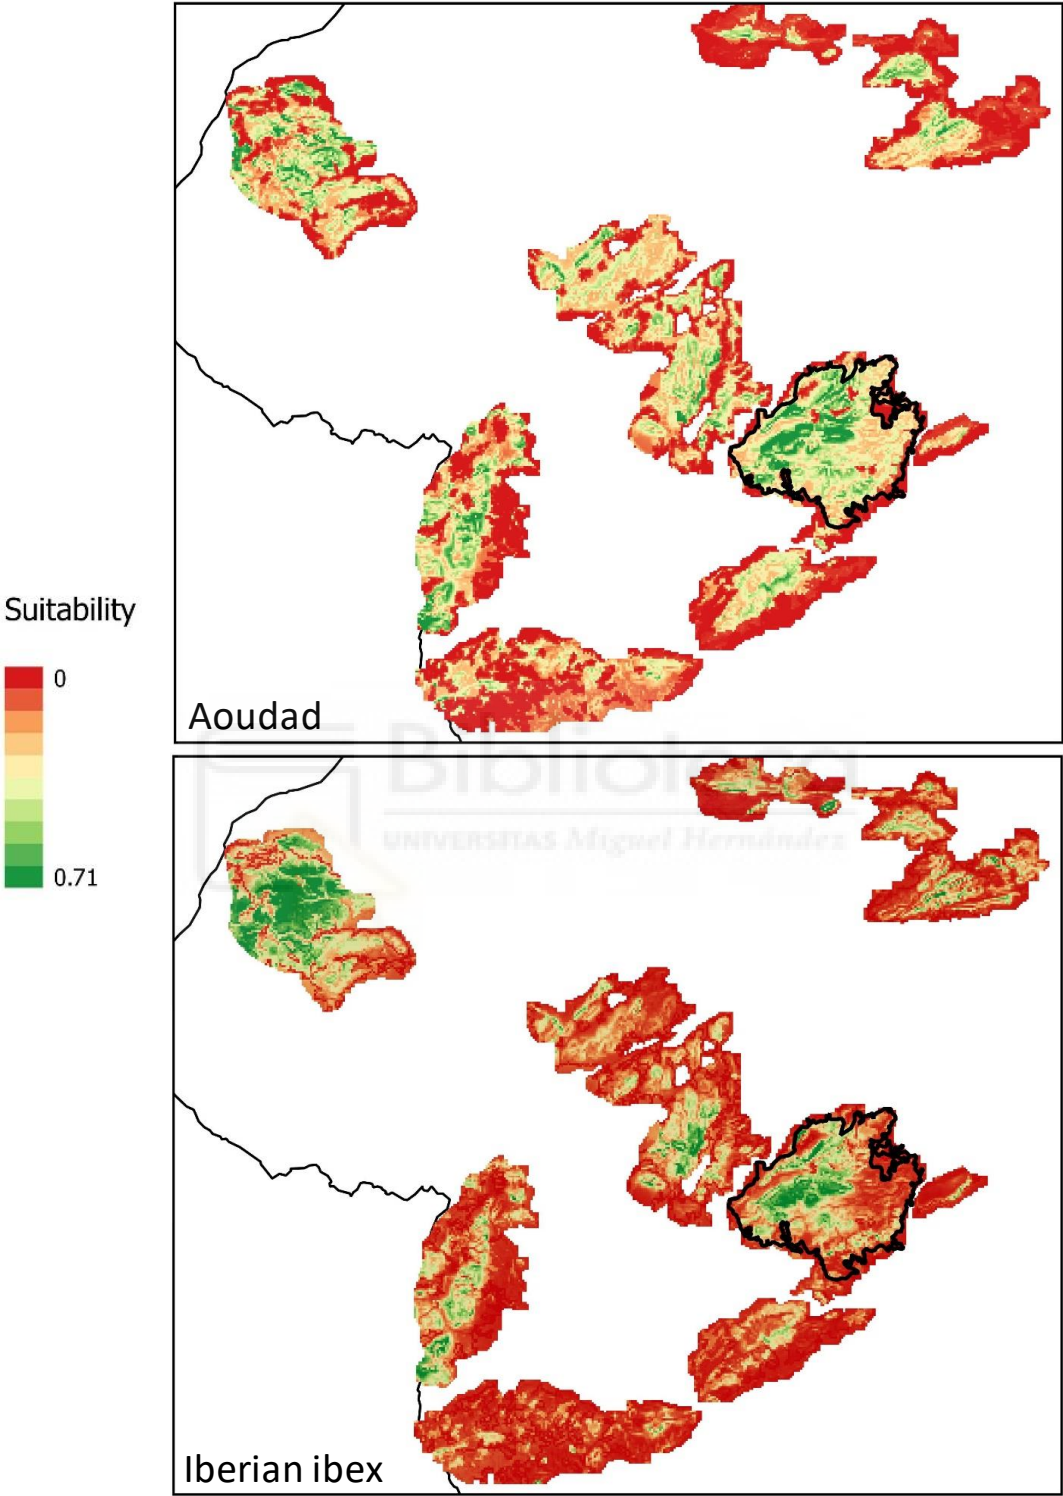 Suitability
0
0.71
Aoudad
Biblioteca
UNIVERSITAS Miguel Hernández
Iberian ibex